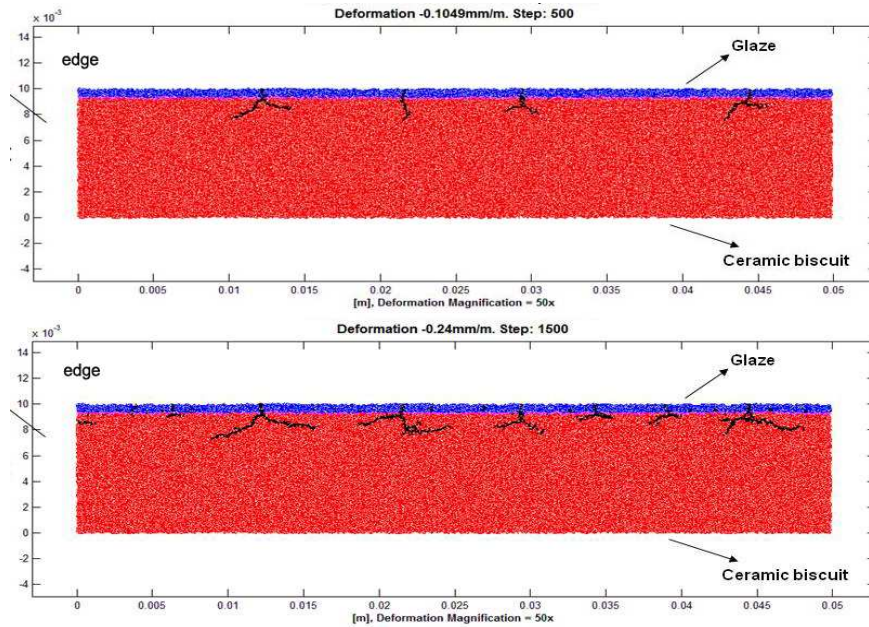 Deformation -0.1049mm/m. Step: 500
x 10⁻³
edge
Glaze
14
12
10
8
6
4
2
0
-2
-4
Ceramic biscuit
0 0.005 0.01 0.015 0.02 0.025 0.03 0.035 0.04 0.045 0.05
[m], Deformation Magnification = 50x
Deformation -0.24mm/m. Step: 1500
x 10⁻³
edge
Glaze
14
12
10
8
6
4
2
0
-2
-4
Ceramic biscuit
0 0.005 0.01 0.015 0.02 0.025 0.03 0.035 0.04 0.045 0.05
[m], Deformation Magnification = 50x